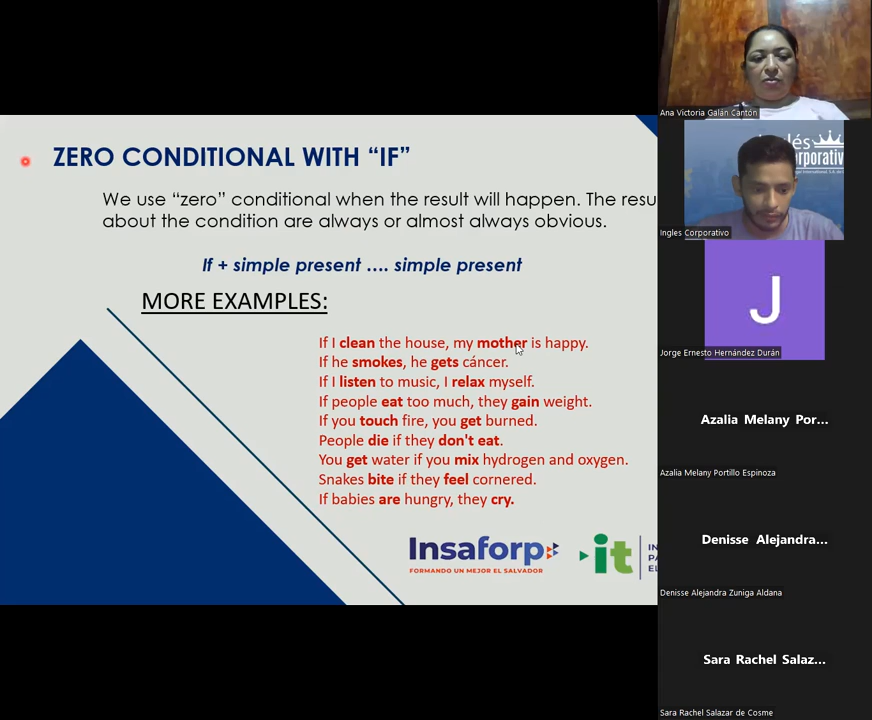 ZERO CONDITIONAL WITH “IF”
We use “zero” conditional when the result will happen. The resu
about the condition are always or almost always obvious.
If + simple present .... simple present
MORE EXAMPLES:
If I clean the house, my mother is happy.
If he smokes, he gets cáncer.
If I listen to music, I relax myself.
If people eat too much, they gain weight.
If you touch fire, you get burned.
People die if they don't eat.
You get water if you mix hydrogen and oxygen.
Snakes bite if they feel cornered.
If babies are hungry, they cry.
Insaforp
FORMANDO UN MEJOR EL SALVADOR
it
IN
PA
EL
Ana Victoria Galán Cantón
glés
rporativ
Ingles Corporativo
J
Jorge Ernesto Hernández Durán
Azalia Melany Por...
Azalia Melany Portillo Espinoza
Denisse Alejandra...
Denisse Alejandra Zuniga Aldana
Sara Rachel Salaz...
Sara Rachel Salazar de Cosme